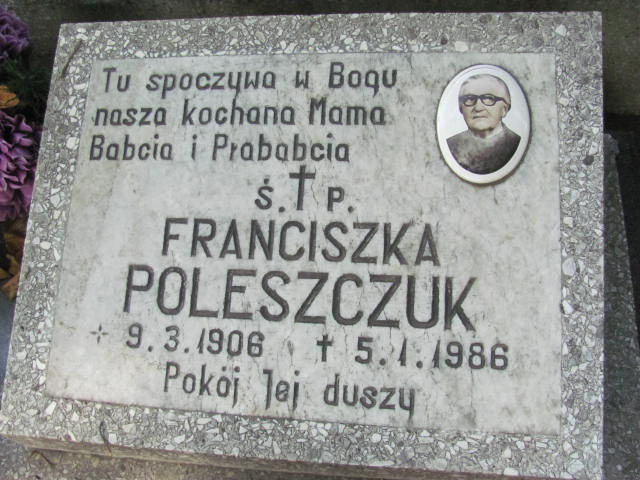 Tu spoczywa w Bogu
nasza kochana Mama
Babcia i Prababcia
Ś. † P.
FRANCISZKA
POLESZCZUK
9.3.1906 † 5.1.1986
Pokój Jej duszy